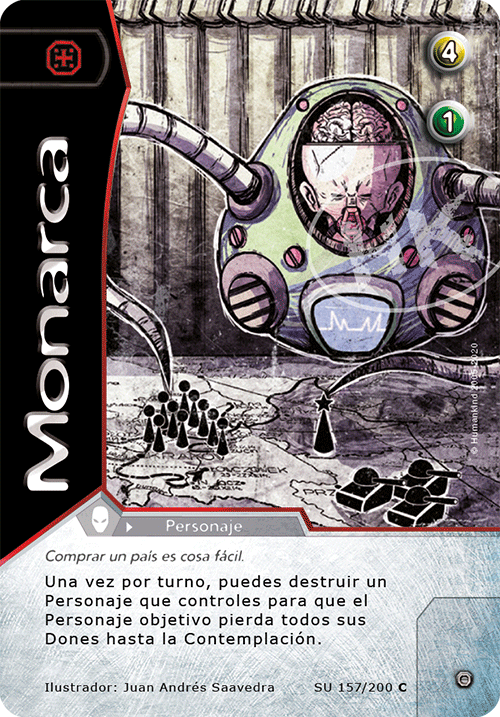 4
1
Monarca
HK
© HumanKind 2005-2020
Personaje
Comprar un país es cosa fácil.
Una vez por turno, puedes destruir un
Personaje que controles para que el
Personaje objetivo pierda todos sus
Dones hasta la Contemplación.
Ilustrador: Juan Andrés Saavedra SU 157/200 C